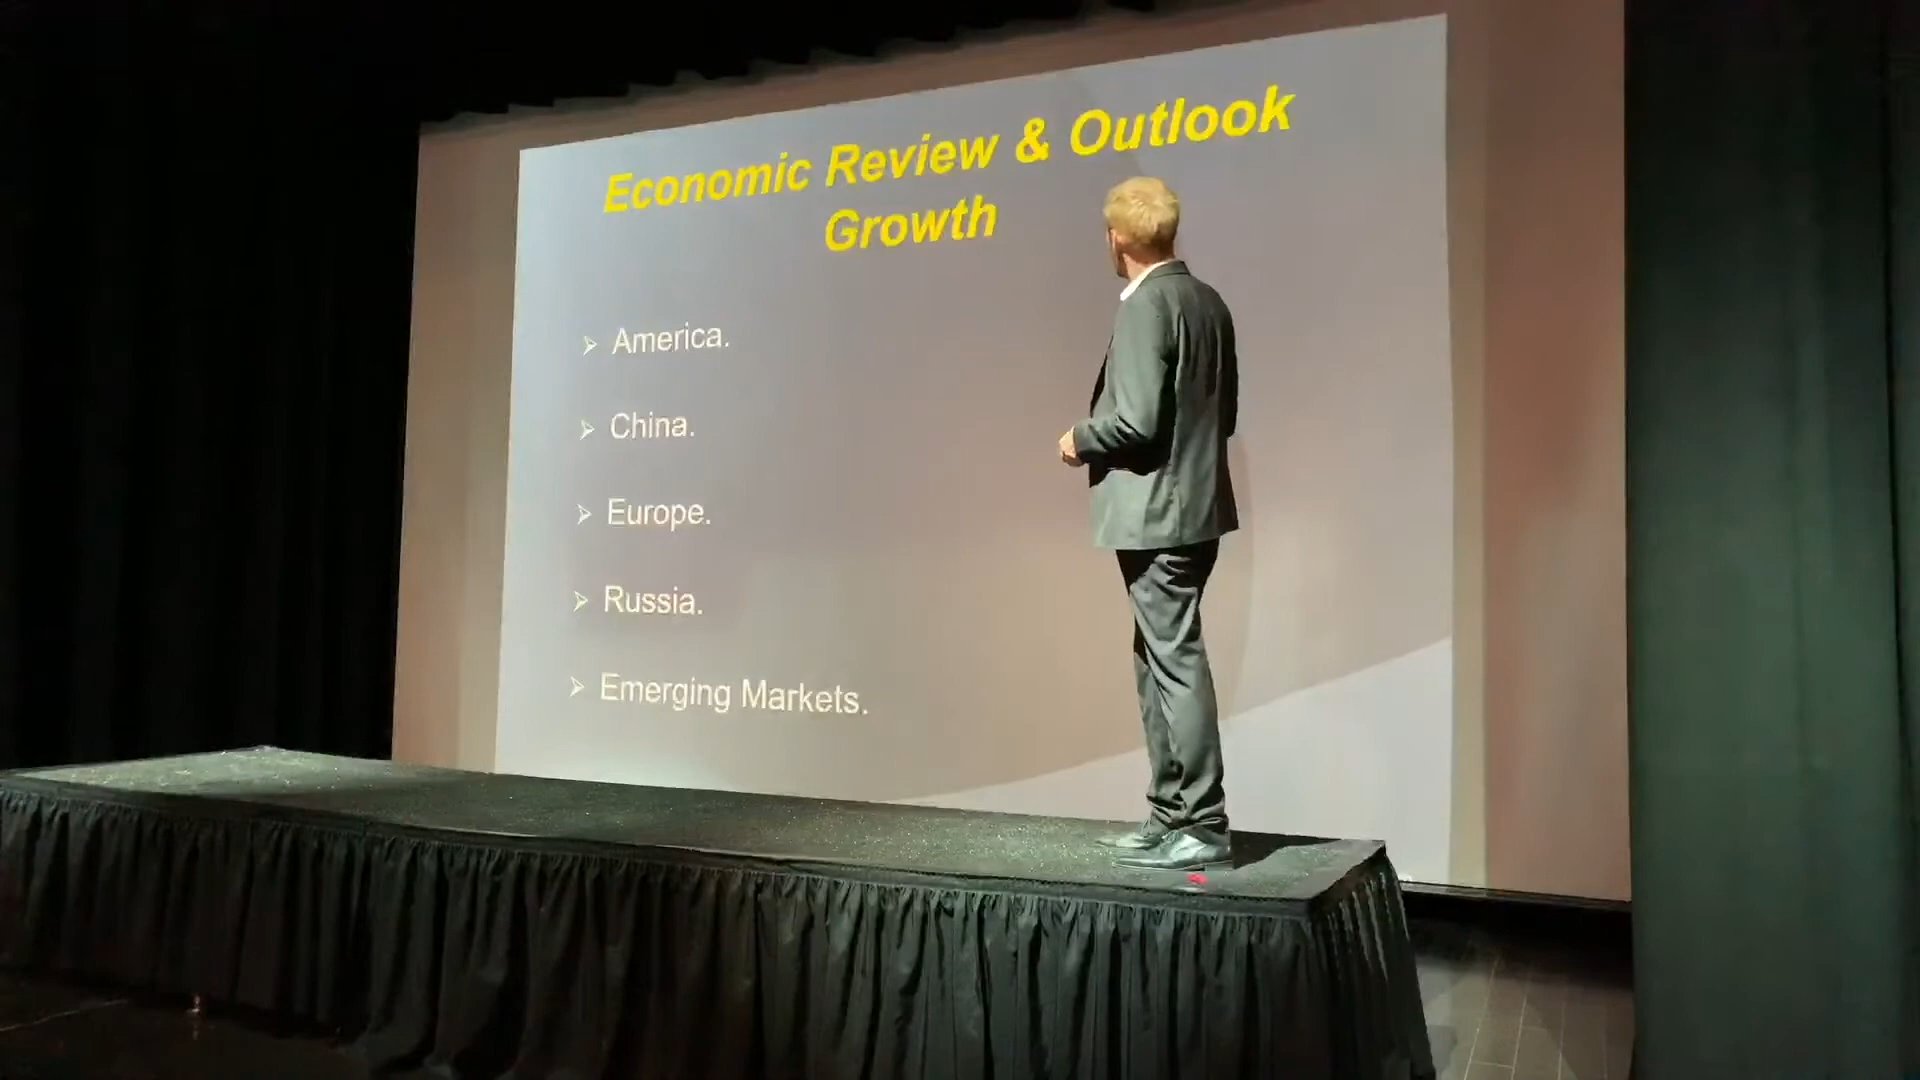 Economic Review & Outlook
Growth
America.
China.
Europe.
Russia.
Emerging Markets.